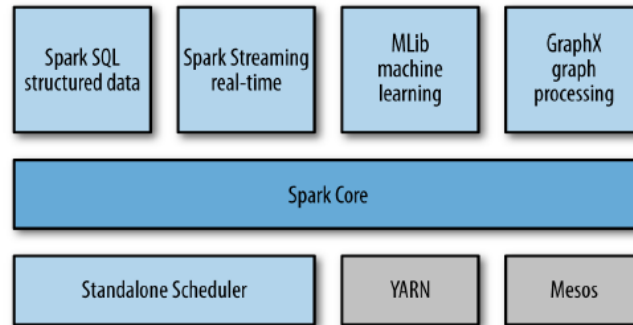 Spark SQL
structured data
Spark Streaming
real-time
MLib
machine
learning
GraphX
graph
processing
Spark Core
Standalone Scheduler
YARN
Mesos